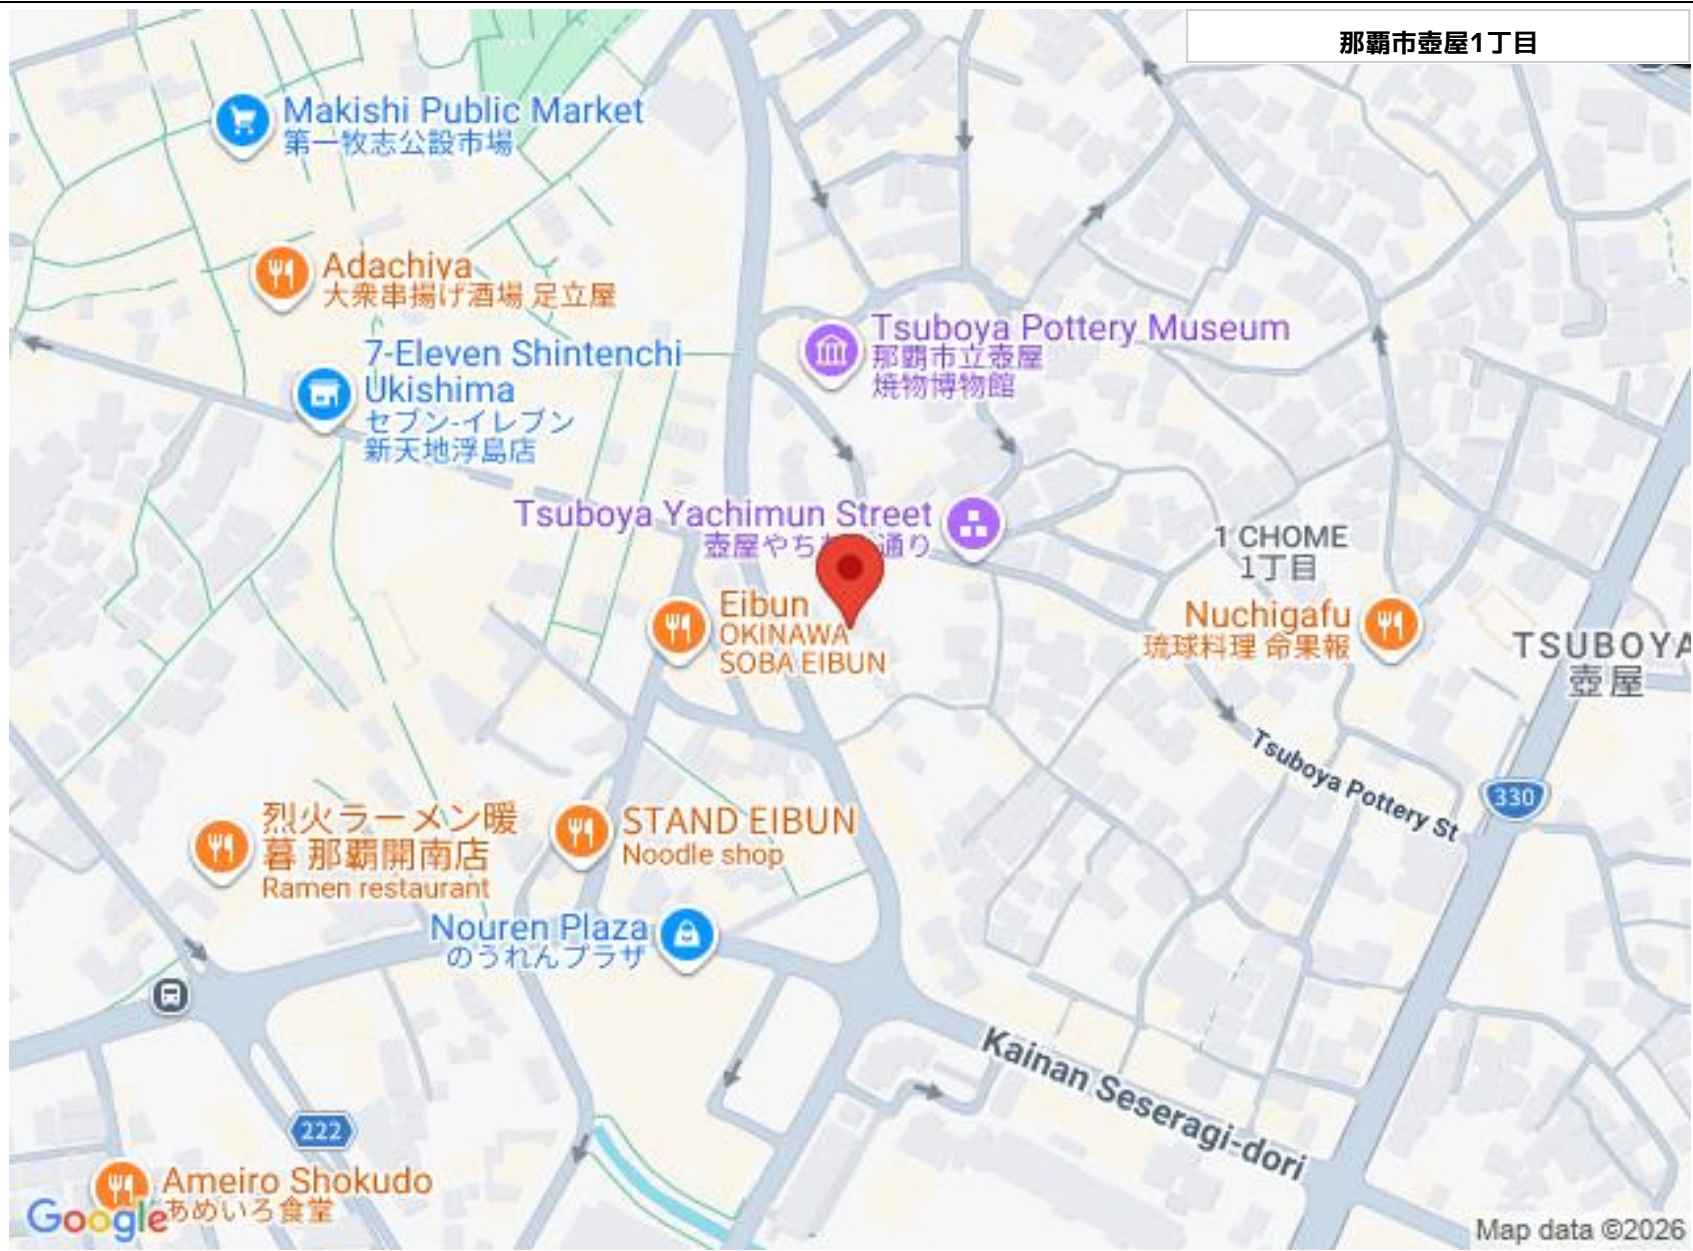 那覇市壺屋1丁目
Makishi Public Market
第一牧志公設市場
Adachiya
大衆串揚げ酒場 足立屋
Tsuboya Pottery Museum
那覇市立壺屋
焼物博物館
7-Eleven Shintenchi
Ukishima
セブン-イレブン
新天地浮島店
Tsuboya Yachimun Street
壺屋やち
通り
1 CHOME
1丁目
Eibun
OKINAWA
SOBA EIBUN
Nuchigafu
琉球料理 命果報
TSUBOYA
壺屋
Tsuboya Pottery St
330
烈火ラーメン暖
暮 那覇開南店
Ramen restaurant
STAND EIBUN
Noodle shop
Nouren Plaza
のうれんプラザ
Kainan Seseragi-dori
222
Ameiro Shokudo
あめいろ食堂
Google
Map data ©2026